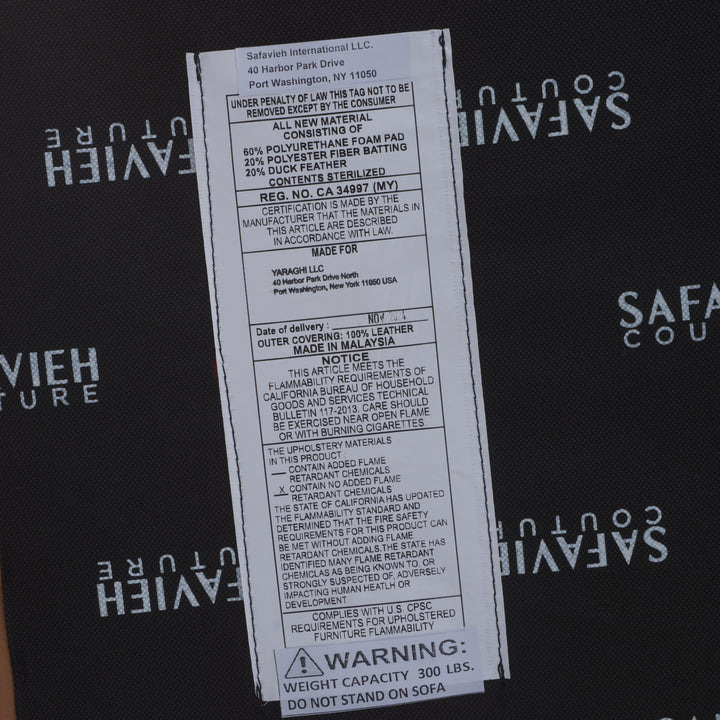 Safavieh International LLC.
40 Harbor Park Drive
Port Washington, NY 11050
UNDER PENALTY OF LAW THIS TAG NOT TO BE
REMOVED EXCEPT BY THE CONSUMER
ALL NEW MATERIAL
CONSISTING OF
60% POLYURETHANE FOAM PAD
20% POLYESTER FIBER BATTING
20% DUCK FEATHER
CONTENTS STERILIZED
REG. NO. CA 34997 (MY)
CERTIFICATION IS MADE BY THE
MANUFACTURER THAT THE MATERIALS IN
THIS ARTICLE ARE DESCRIBED
IN ACCORDANCE WITH LAW.
MADE FOR
YARAGHI LLC
40 Harbor Park Drive North
Port Washington, New York 11050 USA
Date of delivery : NOV
OUTER COVERING: 100% LEATHER
MADE IN MALAYSIA
NOTICE
THIS ARTICLE MEETS THE
FLAMMABILITY REQUIREMENTS OF
CALIFORNIA BUREAU OF HOUSEHOLD
GOODS AND SERVICES TECHNICAL
BULLETIN 117-2013. CARE SHOULD
BE EXERCISED NEAR OPEN FLAME
OR WITH BURNING CIGARETTES
THE UPHOLSTERY MATERIALS
IN THIS PRODUCT :
CONTAIN ADDED FLAME
RETARDANT CHEMICALS
X CONTAIN NO ADDED FLAME
RETARDANT CHEMICALS
THE STATE OF CALIFORNIA HAS UPDATED
THE FLAMMABILITY STANDARD AND
DETERMINED THAT THE FIRE SAFETY
REQUIREMENTS FOR THIS PRODUCT CAN
BE MET WITHOUT ADDING FLAME
RETARDANT CHEMICALS.THE STATE HAS
IDENTIFIED MANY FLAME RETARDANT
CHEMICLAS AS BEING KNOWN TO, OR
STRONGLY SUSPECTED OF, ADVERSELY
IMPACTING HUMAN HEATLH OR
DEVELOPMENT.
COMPLIES WITH U.S. CPSC
REQUIREMENTS FOR UPHOLSTERED
FURNITURE FLAMMABILITY
WARNING:
WEIGHT CAPACITY 300 LBS.
DO NOT STAND ON SOFA
SAFAVIEH
COUTURE
SAFAVIEH
TURE
SAFA
COU
VIEH
TURE
SAFAVIEH
COUTURE
SAFAVIEH
TURE